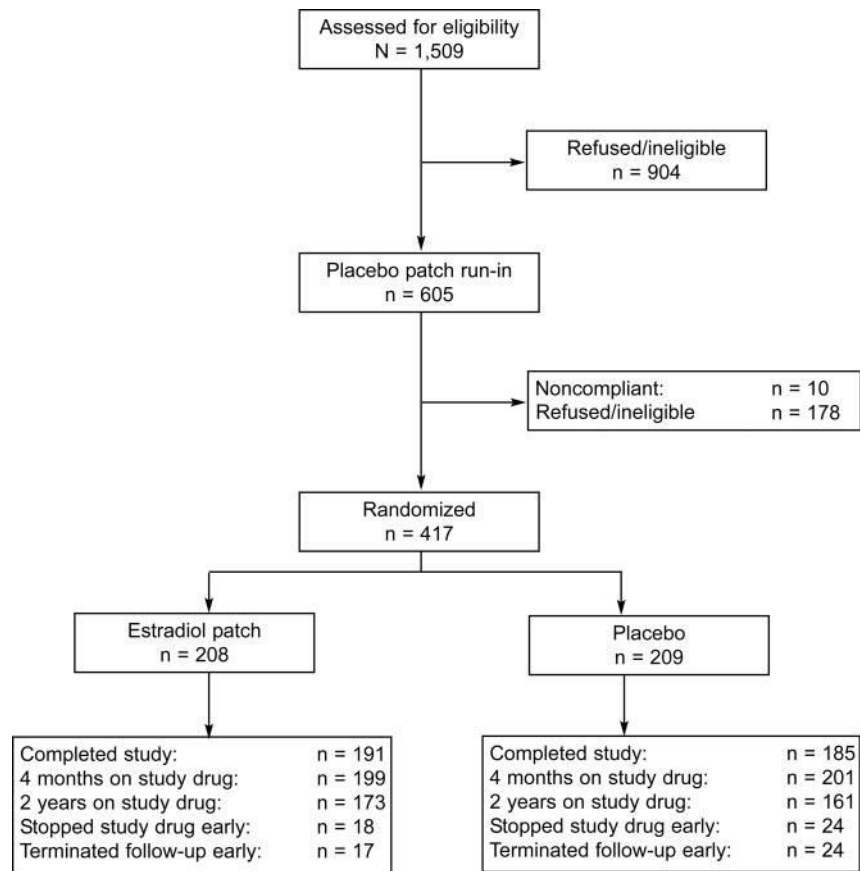 Assessed for eligibility
N = 1,509
Refused/ineligible
n = 904
Placebo patch run-in
n = 605
Noncompliant: n = 10
Refused/ineligible n = 178
Randomized
n = 417
Estradiol patch
n = 208
Placebo
n = 209
Completed study: n = 191
4 months on study drug: n = 199
2 years on study drug: n = 173
Stopped study drug early: n = 18
Terminated follow-up early: n = 17
Completed study: n = 185
4 months on study drug: n = 201
2 years on study drug: n = 161
Stopped study drug early: n = 24
Terminated follow-up early: n = 24